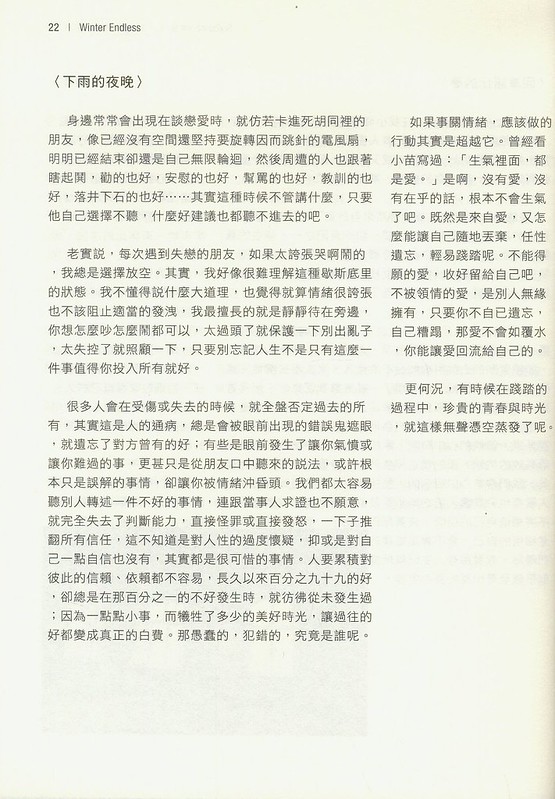 22 | Winter Endless
〈下雨的夜晚〉
身邊常常會出現在談戀愛時，就仿若卡進死胡同裡的
朋友，像已經沒有空間還堅持要旋轉因而跳針的電風扇，
明明已經結束卻還是自己無限輪迴，然後周遭的人也跟著
瞎起鬨，勸的也好，安慰的也好，幫罵的也好，教訓的也
好，落井下石的也好……其實這種時候不管講什麼，只要
他自己選擇不聽，什麼好建議也都聽不進去的吧。
老實說，每次遇到失戀的朋友，如果太誇張哭啊鬧的
，我總是選擇放空。其實，我好像很難理解這種歇斯底里
的狀態。我不懂得説什麼大道理，也覺得就算情緒很誇張
也不該阻止適當的發洩，我最擅長的就是靜靜待在旁邊，
你想怎麼吵怎麼鬧都可以，太過頭了就保護一下別出亂子
，太失控了就照顧一下，只要別忘記人生不是只有這麼一
件事值得你投入所有就好。
很多人會在受傷或失去的時候，就全盤否定過去的所
有，其實這是人的通病，總是會被眼前出現的錯誤鬼遮眼
，就遺忘了對方曾有的好；有些是眼前發生了讓你氣憤或
讓你難過的事，更甚只是從朋友口中聽來的説法，或許根
本只是誤解的事情，卻讓你被情緒沖昏頭。我們都太容易
聽別人轉述一件不好的事情，連跟當事人求證也不願意，
就完全失去了判斷能力，直接怪罪或直接發怒，一下子推
翻所有信任，這不知道是對人性的過度懷疑，抑或是對自
己一點自信也沒有，其實都是很可惜的事情。人要累積對
彼此的信賴、依賴都不容易，長久以來百分之九十九的好
，卻總是在那百分之一的不好發生時，就彷彿從未發生過
；因為一點點小事，而犧牲了多少的美好時光，讓過往的
好都變成真正的白費。那愚蠢的，犯錯的，究竟是誰呢。
如果事關情緒，應該做的
行動其實是超越它。曾經看
小苗寫過：「生氣裡面，都
是愛。」是啊，沒有愛，沒
有在乎的話，根本不會生氣
了吧。既然是來自愛，又怎
麼能讓自己隨地丟棄，任性
遺忘，輕易踐踏呢。不能得
願的愛，收好留給自己吧，
不被領情的愛，是別人無緣
擁有，只要你不自已遺忘，
自己糟蹋，那愛不會如覆水
，你能讓愛回流給自己的。
更何況，有時候在踐踏的
過程中，珍貴的青春與時光
，就這樣無聲憑空蒸發了呢。